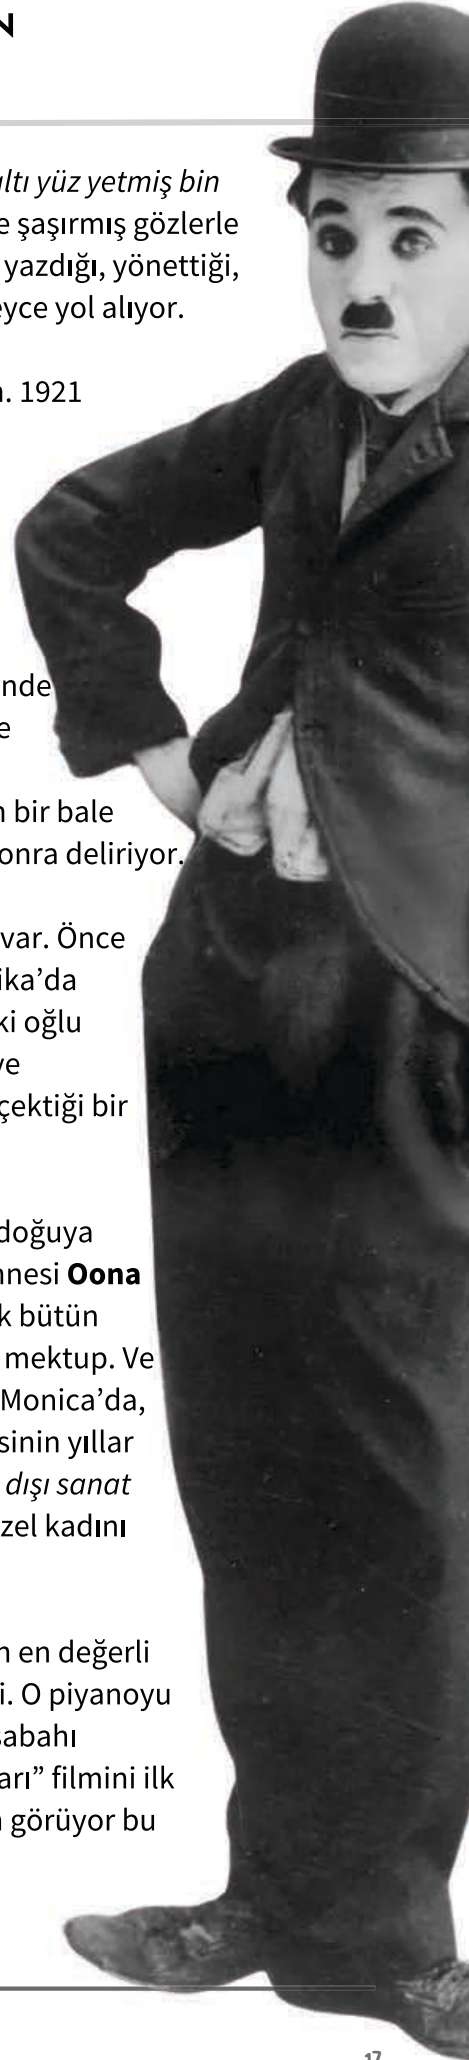 N
altı yüz yetmiş bin
e şaşırmış gözlerle
yazdığı, yönettiği,
eyce yol alıyor.
1921
nde
e
n bir bale
onra deliriyor.
var. Önce
ika’da
ki oğlu
ve
çektiği bir
doğuya
nnesi Oona
k bütün
mektup. Ve
Monica’da,
sinin yıllar
dışı sanat
zel kadını
n en değerli
i. O piyanoyu
sabahı
arı” filmini ilk
görüyor bu
17